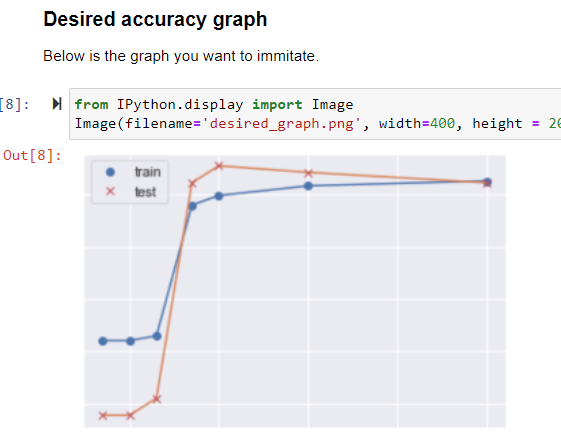 Desired accuracy graph
Below is the graph you want to immitate.
[8]: from IPython.display import Image
Image(filename='desired_graph.png', width=400, height = 20
Out[8]:
train
test